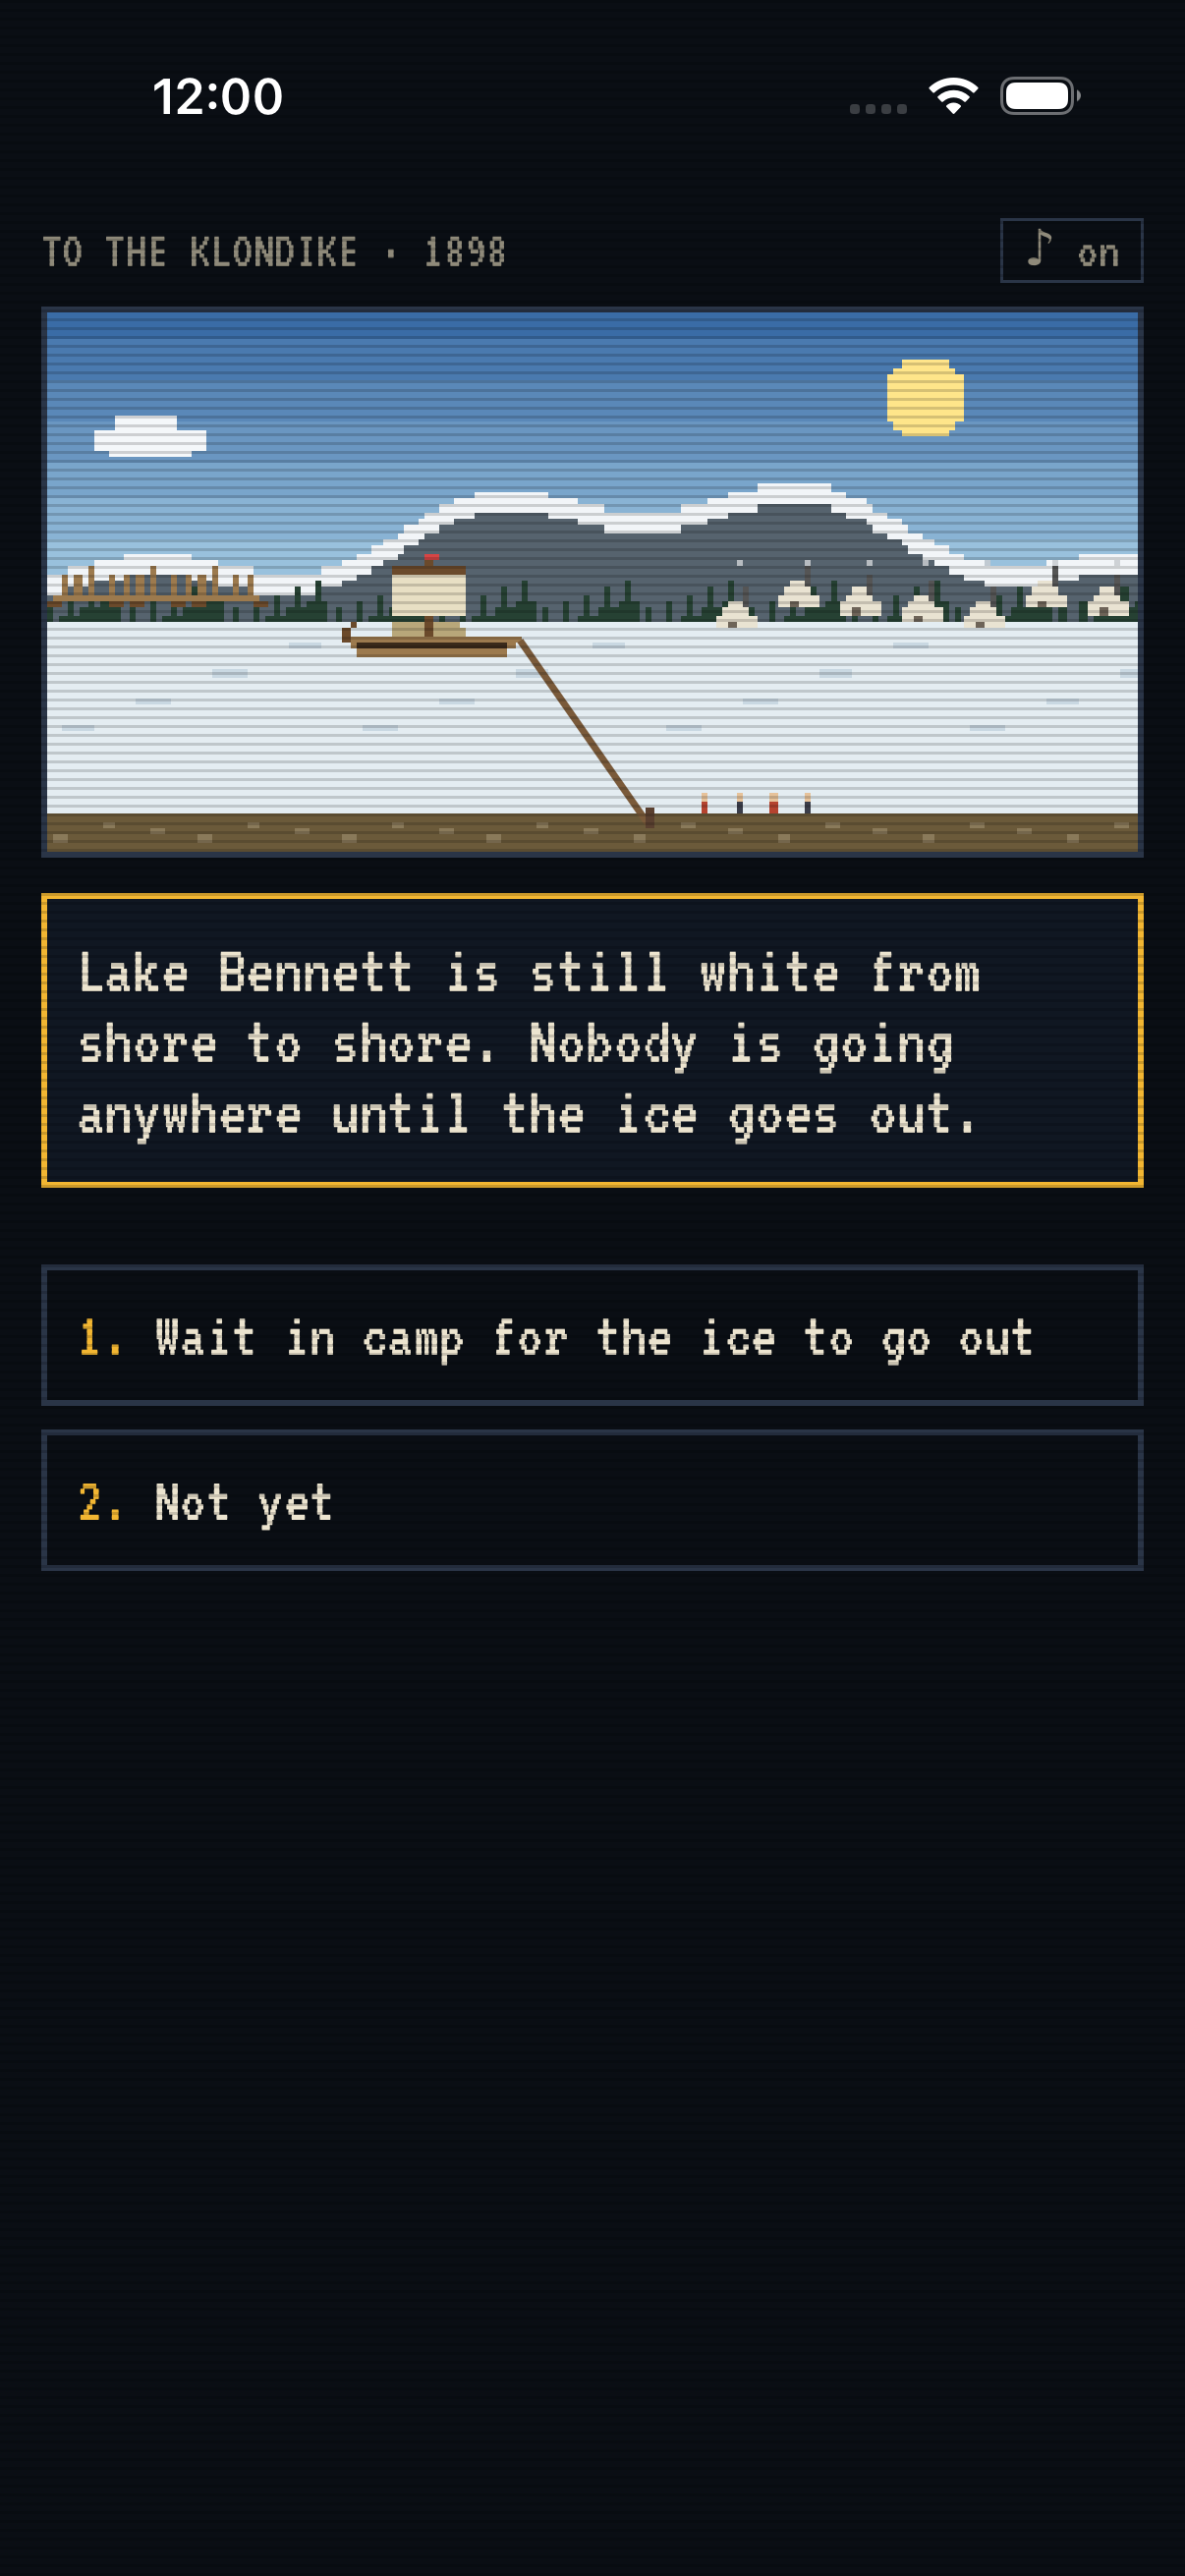 12:00
TO THE KLONDIKE · 1898
♪ on
Lake Bennett is still white from
shore to shore. Nobody is going
anywhere until the ice goes out.
1. Wait in camp for the ice to go out
2. Not yet